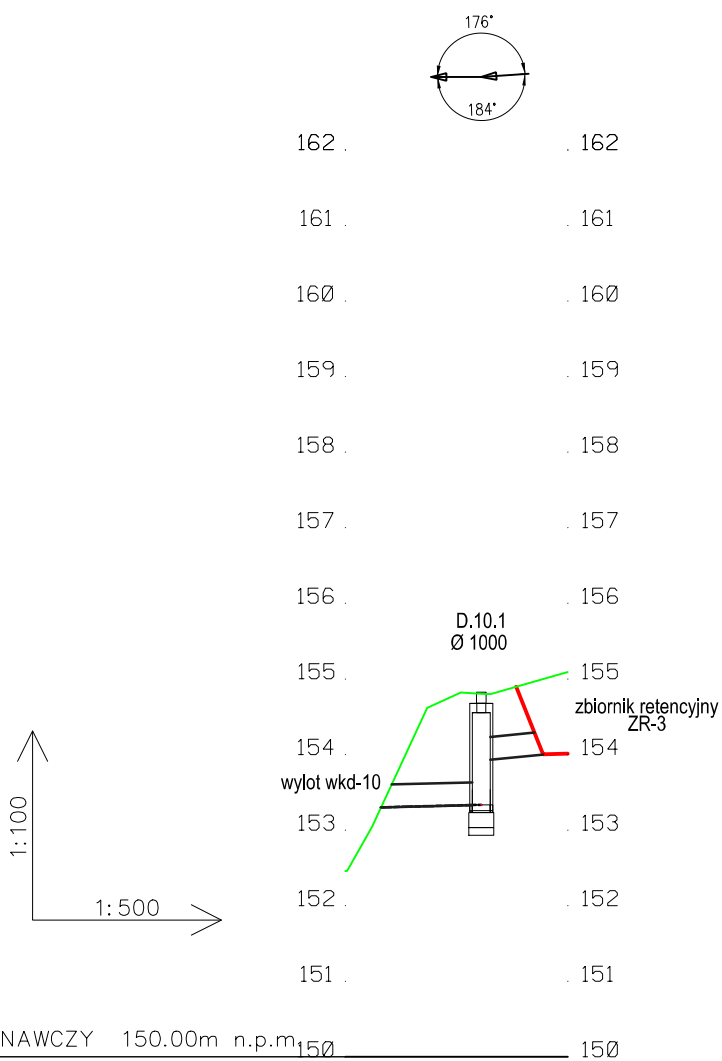 176°
184°
162 162
161 161
160 160
159 159
158 158
157 157
156 156
D.10.1
Ø 1000
155 155
zbiornik retencyjny
ZR-3
154 154
wylot wkd-10
153 153
1:100
152 152
1:500
151 151
NAWCZY 150.00m n.p.m.
150 150